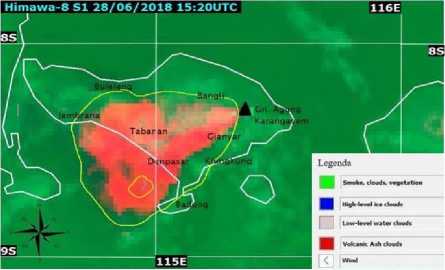 Himawa-8 S1 28/06/2018 15:20UTC
116E
8S
8S
Buleleng
Bangli
Jembrana
Gn. Agung
Karangasem
Tabanan
Gianyar
Denpasar
Klungkung
Badung
Legenda
Smoke, clouds, vegetation
High-level ice clouds
Low-level water clouds
Volcanic Ash clouds
Wind
9S
115E